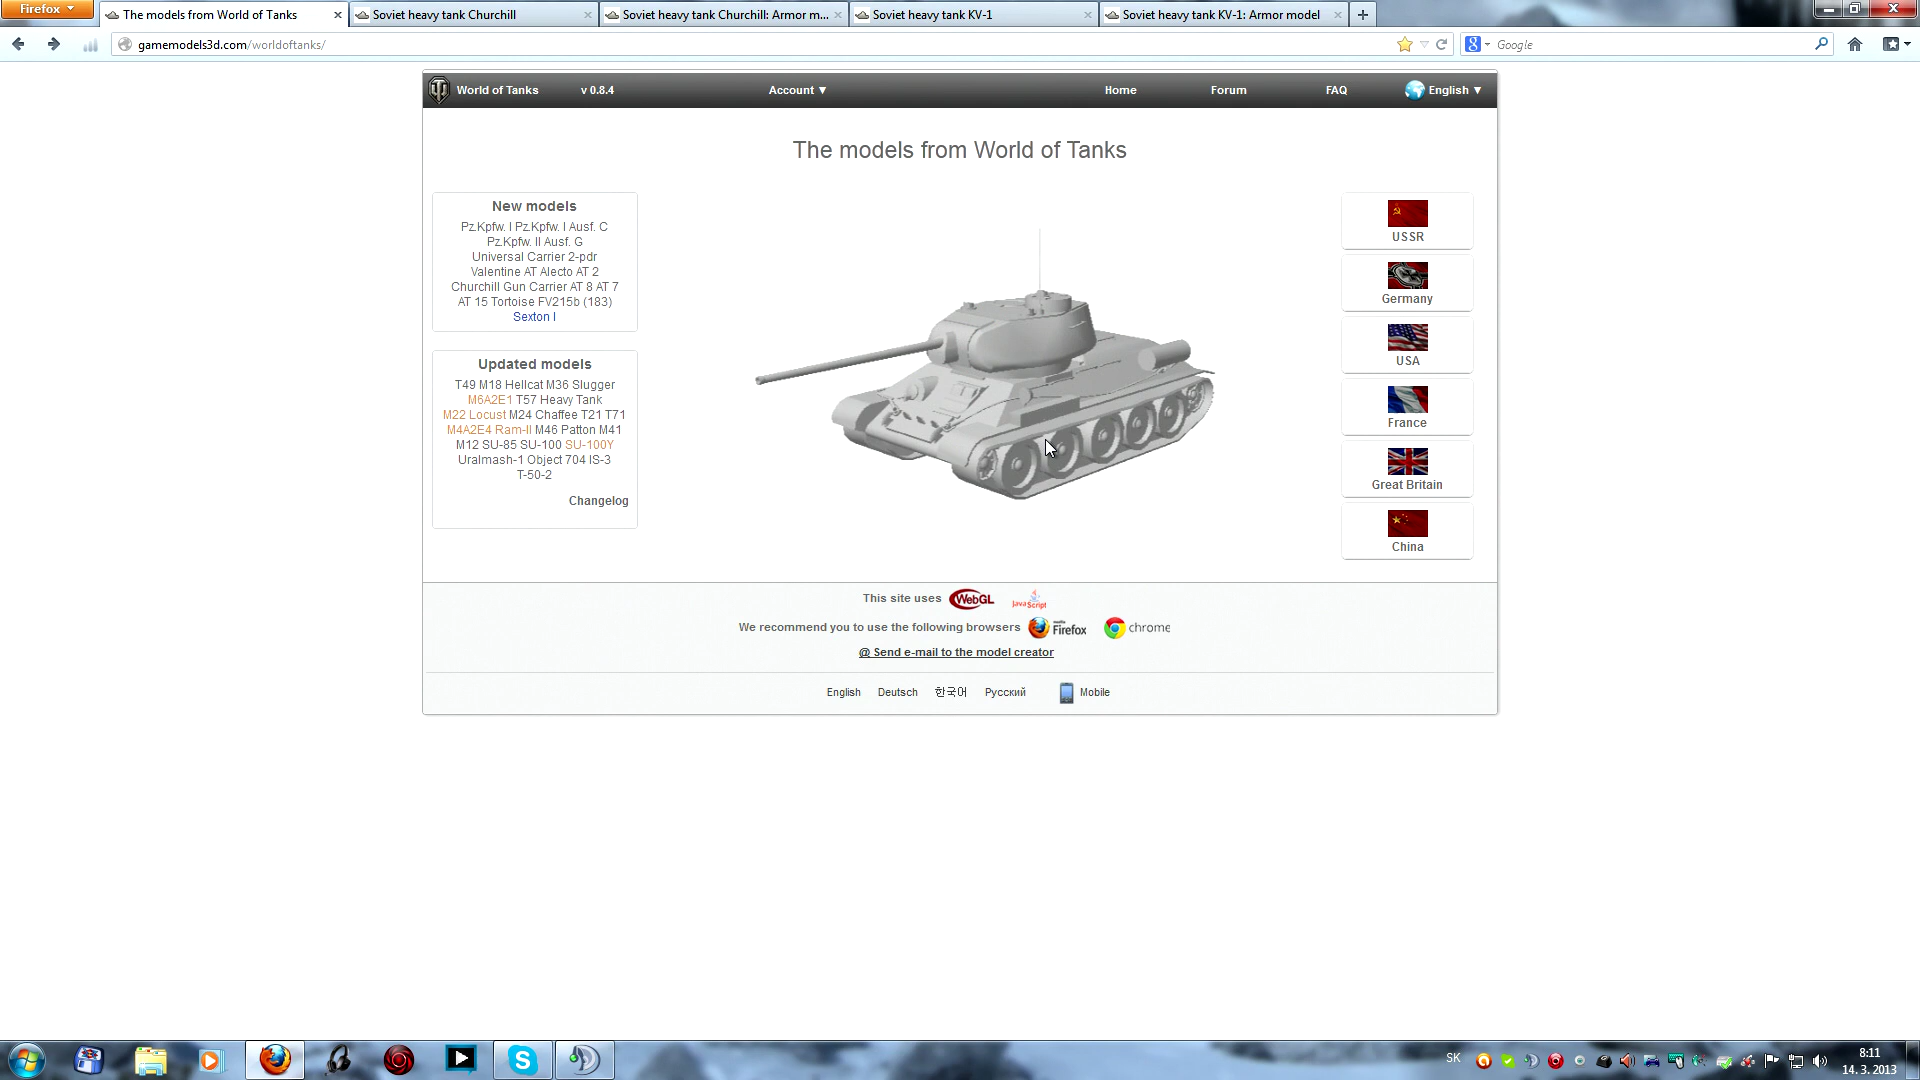 Firefox
The models from World of Tanks
Soviet heavy tank Churchill
Soviet heavy tank Churchill: Armor m...
Soviet heavy tank KV-1
Soviet heavy tank KV-1: Armor model
gamemodels3d.com/worldoftanks/
Google
World of Tanks
v 0.8.4
Account ▼
Home
Forum
FAQ
English ▼
The models from World of Tanks
New models
Pz.Kpfw. I Pz.Kpfw. I Ausf. C
Pz.Kpfw. II Ausf. G
Universal Carrier 2-pdr
Valentine AT Alecto AT 2
Churchill Gun Carrier AT 8 AT 7
AT 15 Tortoise FV215b (183)
Sexton I
Updated models
T49 M18 Hellcat M36 Slugger
M6A2E1 T57 Heavy Tank
M22 Locust M24 Chaffee T21 T71
M4A2E4 Ram-II M46 Patton M41
M12 SU-85 SU-100 SU-100Y
Uralmash-1 Object 704 IS-3
T-50-2
Changelog
USSR
Germany
USA
France
Great Britain
China
This site uses WebGL JavaScript
We recommend you to use the following browsers mozilla Firefox chrome
@ Send e-mail to the model creator
English Deutsch 한국어 Русский Mobile
SK
8:11
14. 3. 2013